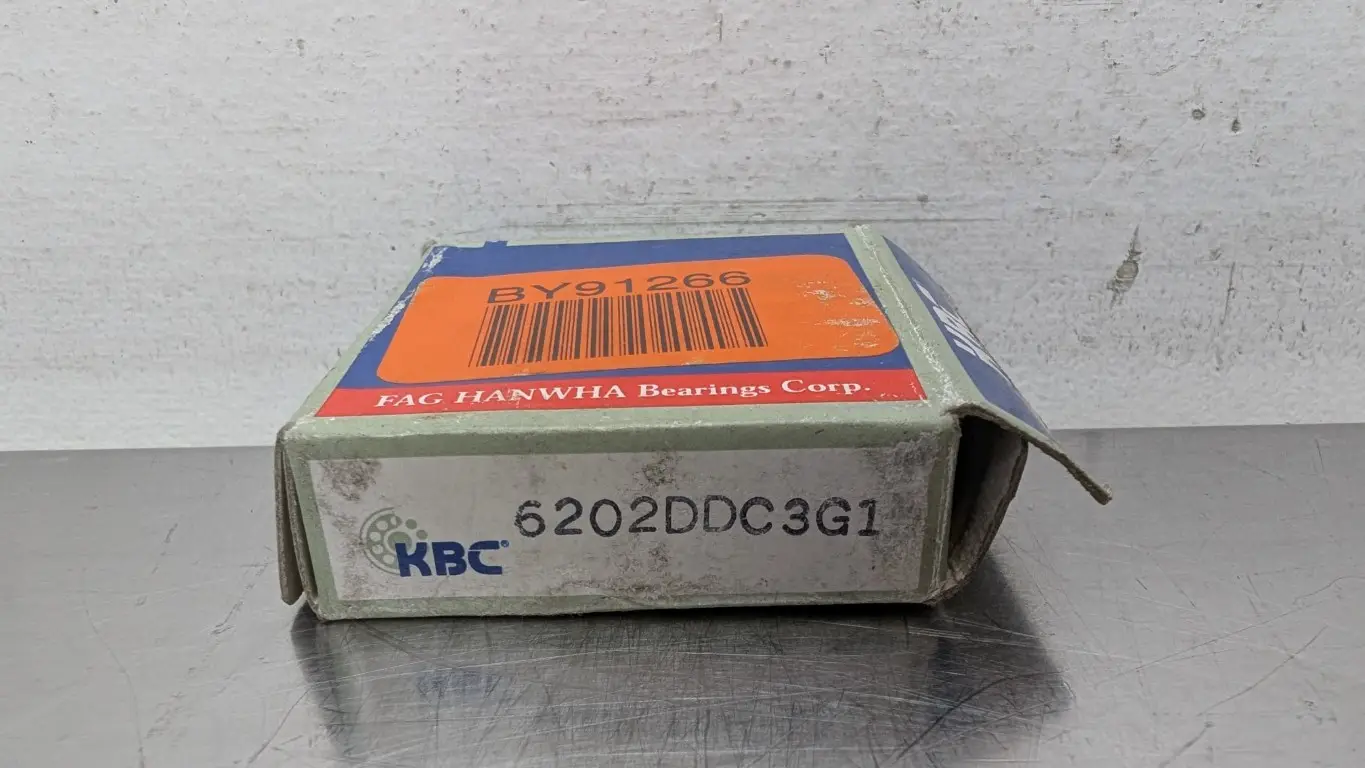 BY91266
FAG HANWHA Bearings Corp.
6202DDC3G1
KBC®